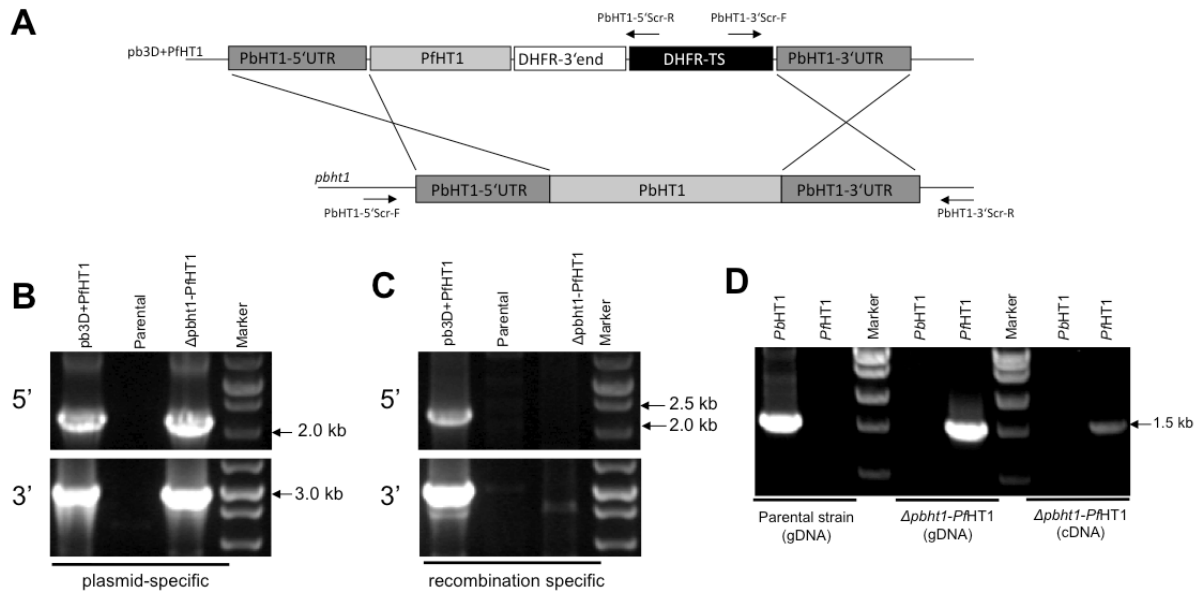 A
PbHT1-5‘Scr-R PbHT1-3‘Scr-F
pb3D+PfHT1
PbHT1-5‘UTR PfHT1 DHFR-3‘end DHFR-TS PbHT1-3‘UTR
pbht1
PbHT1-5‘UTR PbHT1 PbHT1-3‘UTR
PbHT1-5‘Scr-F PbHT1-3‘Scr-R
B
pb3D+PfHT1 Parental Δpbht1-PfHT1 Marker
5’
2.0 kb
3’
3.0 kb
plasmid-specific
C
pb3D+PfHT1 Parental Δpbht1-PfHT1 Marker
5’
2.5 kb
2.0 kb
3’
recombination specific
D
PbHT1 PfHT1 Marker PbHT1 PfHT1 Marker PbHT1 PfHT1
1.5 kb
Parental strain Δpbht1-PfHT1 Δpbht1-PfHT1
(gDNA) (gDNA) (cDNA)